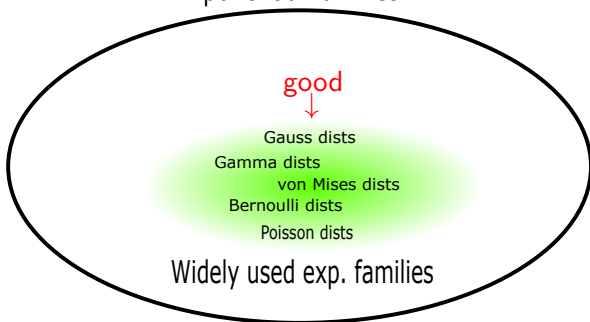 good
↓
Gauss dists
Gamma dists
von Mises dists
Bernoulli dists
Poisson dists
Widely used exp. families